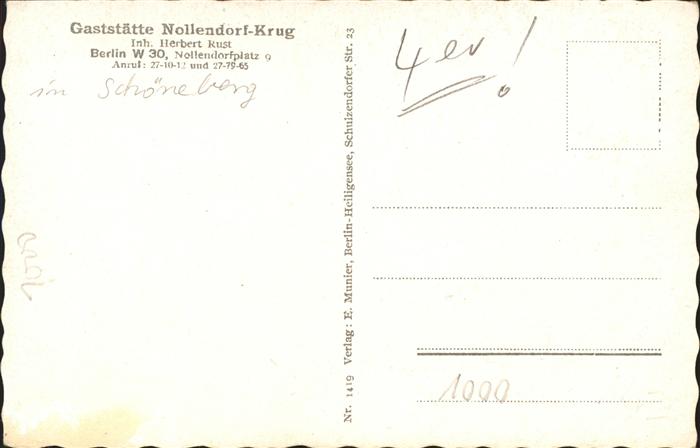 Gaststätte Nollendorf-Krug
Inh. Herbert Rust
Berlin W 30, Nollendorfplatz 9
Anruf: 27-10-12 und 27-79-65
in Schöneberg
Nr. 1419 Verlag: E. Munier, Berlin-Heiligensee, Schulzendorfer Str. 23
4er!
1000